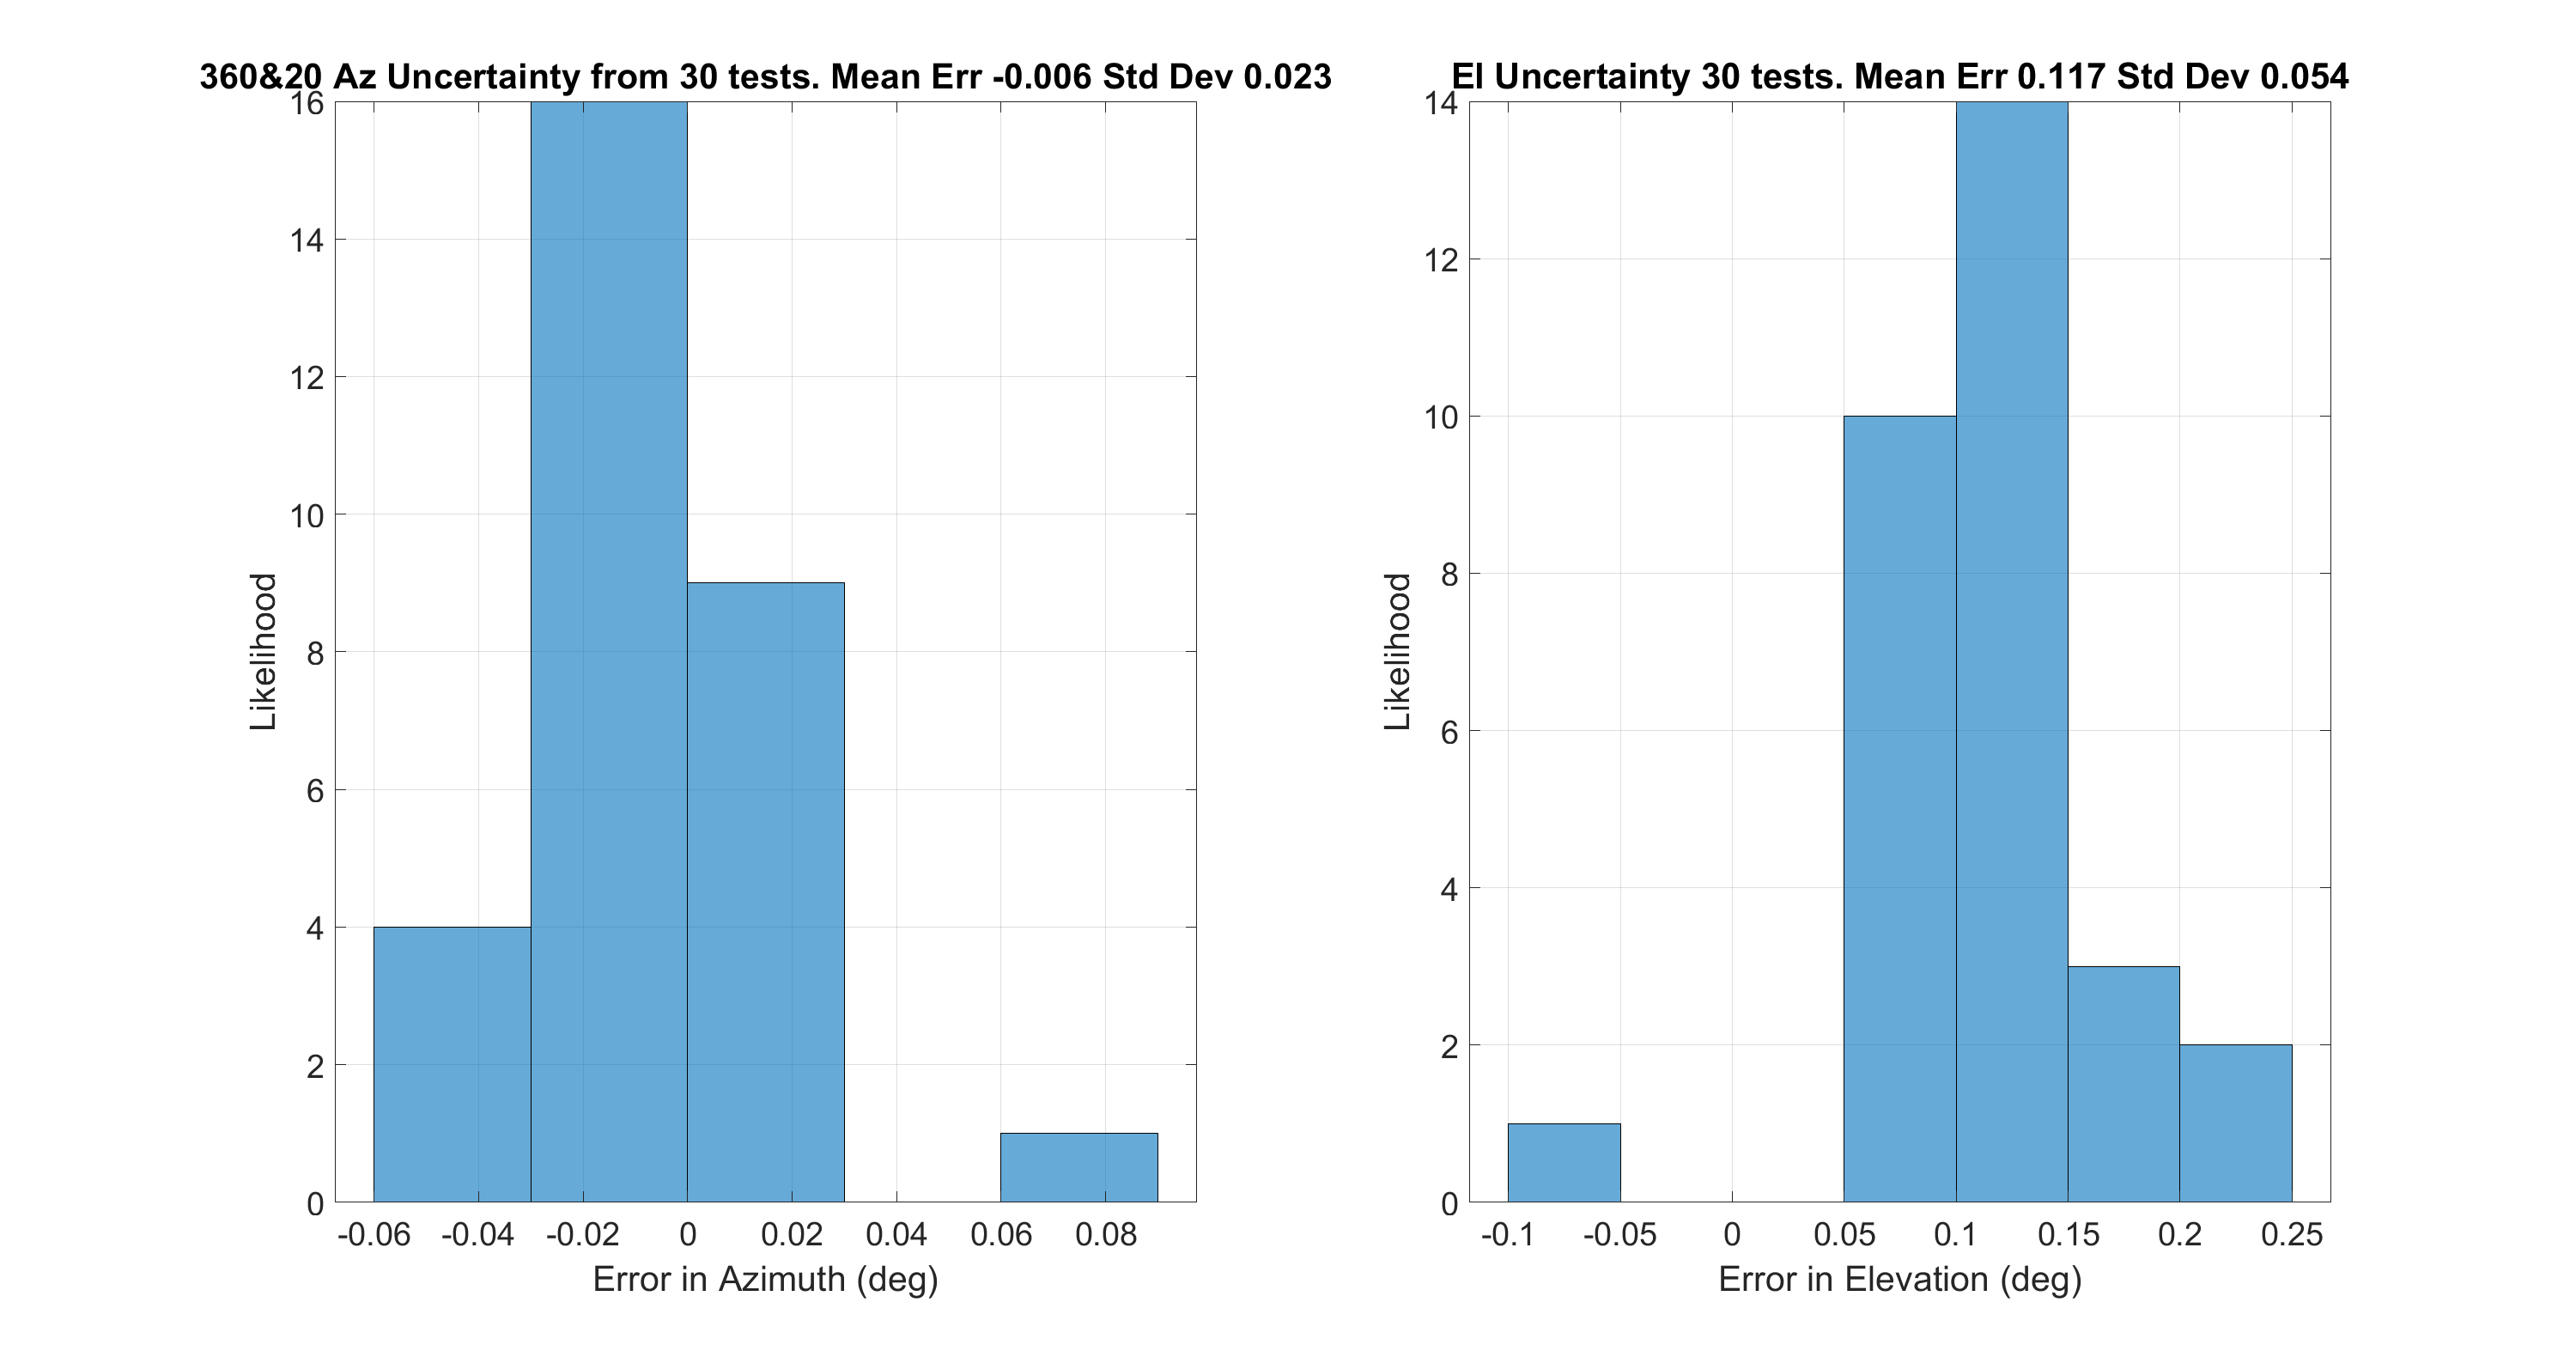 360&20 Az Uncertainty from 30 tests. Mean Err -0.006 Std Dev 0.023
16
14
12
10
8
6
4
2
0
Likelihood
-0.06 -0.04 -0.02 0 0.02 0.04 0.06 0.08
Error in Azimuth (deg)
El Uncertainty 30 tests. Mean Err 0.117 Std Dev 0.054
14
12
10
8
6
4
2
0
Likelihood
-0.1 -0.05 0 0.05 0.1 0.15 0.2 0.25
Error in Elevation (deg)